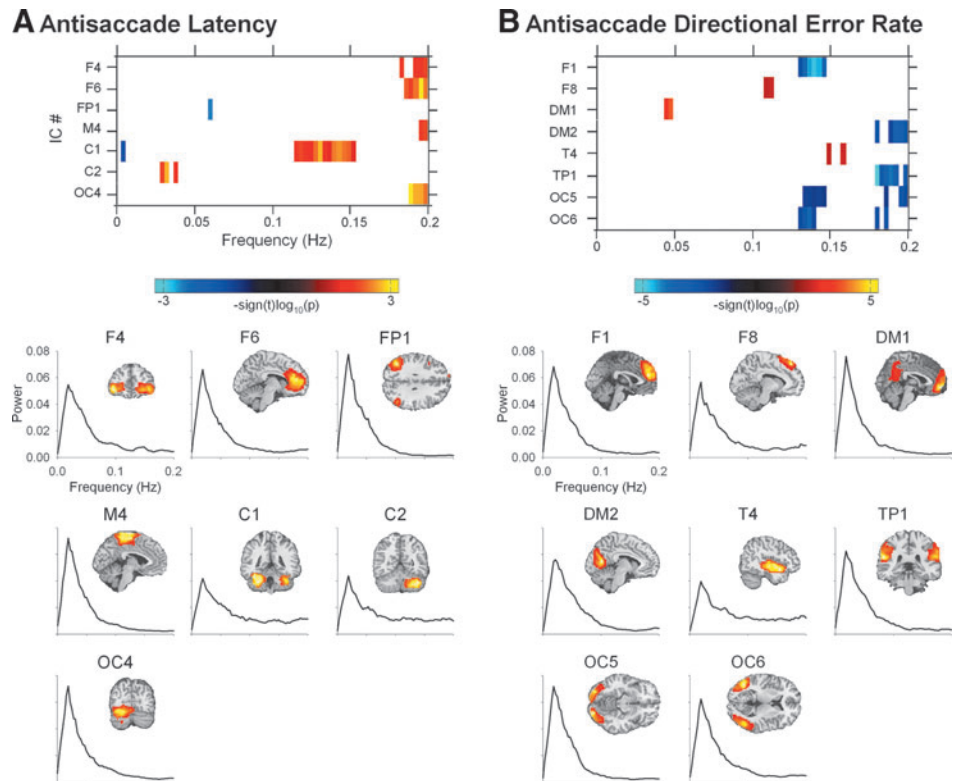 A Antisaccade Latency
F4
F6
FP1
M4
C1
C2
OC4
IC #
0 0.05 0.1 0.15 0.2
Frequency (Hz)
-3 3
-sign(t)log10(p)
F4 F6 FP1
0.08
0.06
0.04
0.02
0.00
Power
0.0 0.1 0.2
Frequency (Hz)
M4 C1 C2
OC4
B Antisaccade Directional Error Rate
F1
F8
DM1
DM2
T4
TP1
OC5
OC6
0 0.05 0.1 0.15 0.2
-5 5
-sign(t)log10(p)
F1 F8 DM1
0.08
0.06
0.04
0.02
0.00
0.0 0.1 0.2
Frequency (Hz)
DM2 T4 TP1
OC5 OC6